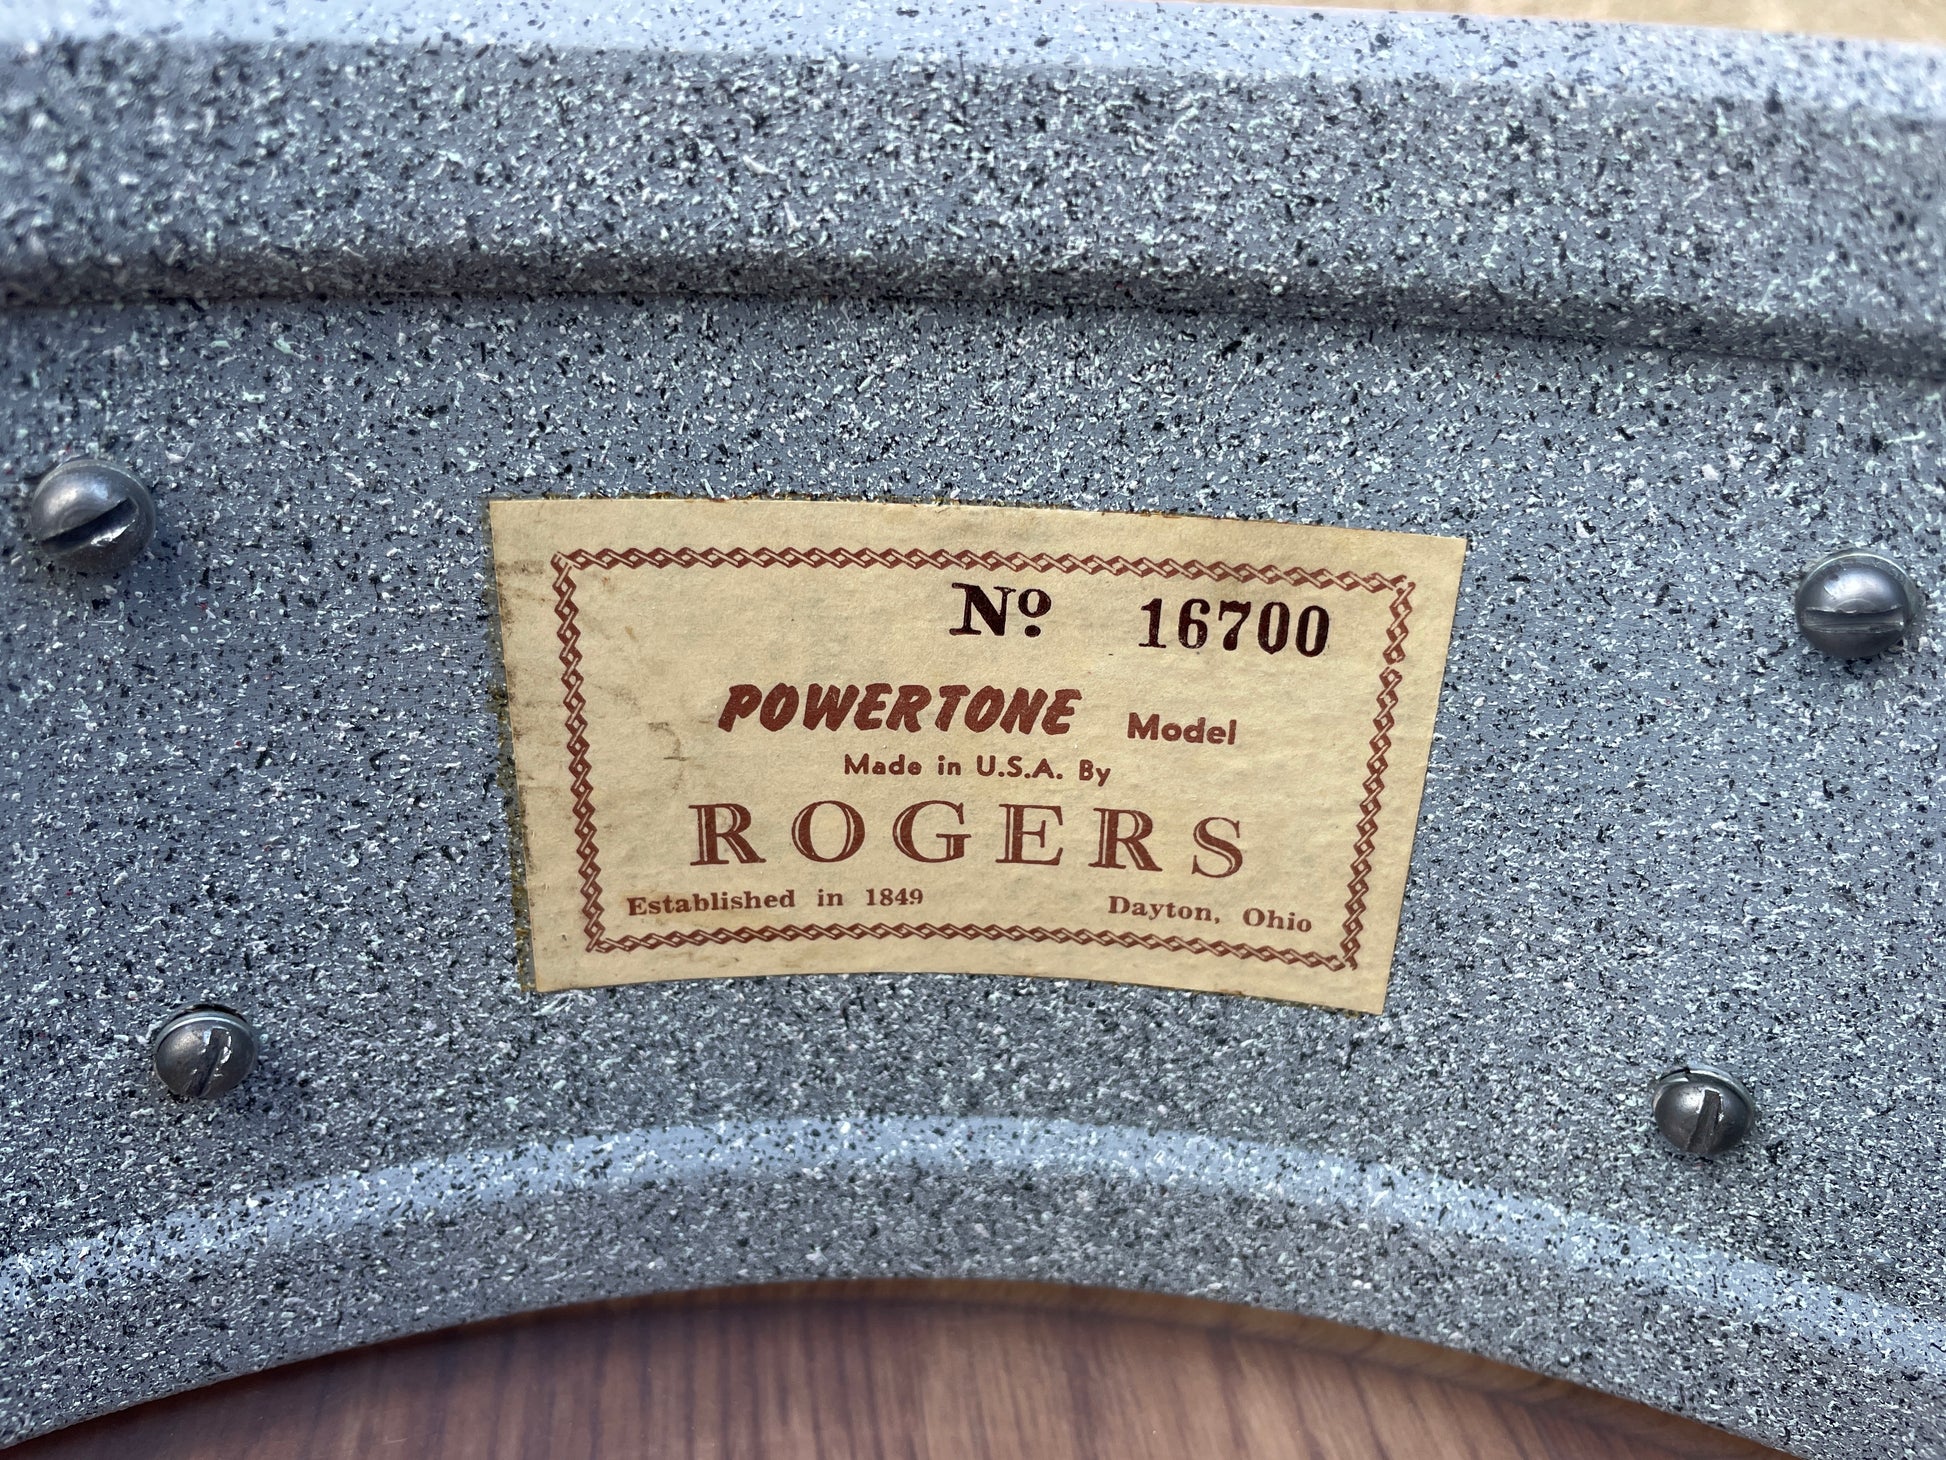 Nº 16700
POWERTONE Model
Made in U.S.A. By
ROGERS
Established in 1849 Dayton, Ohio